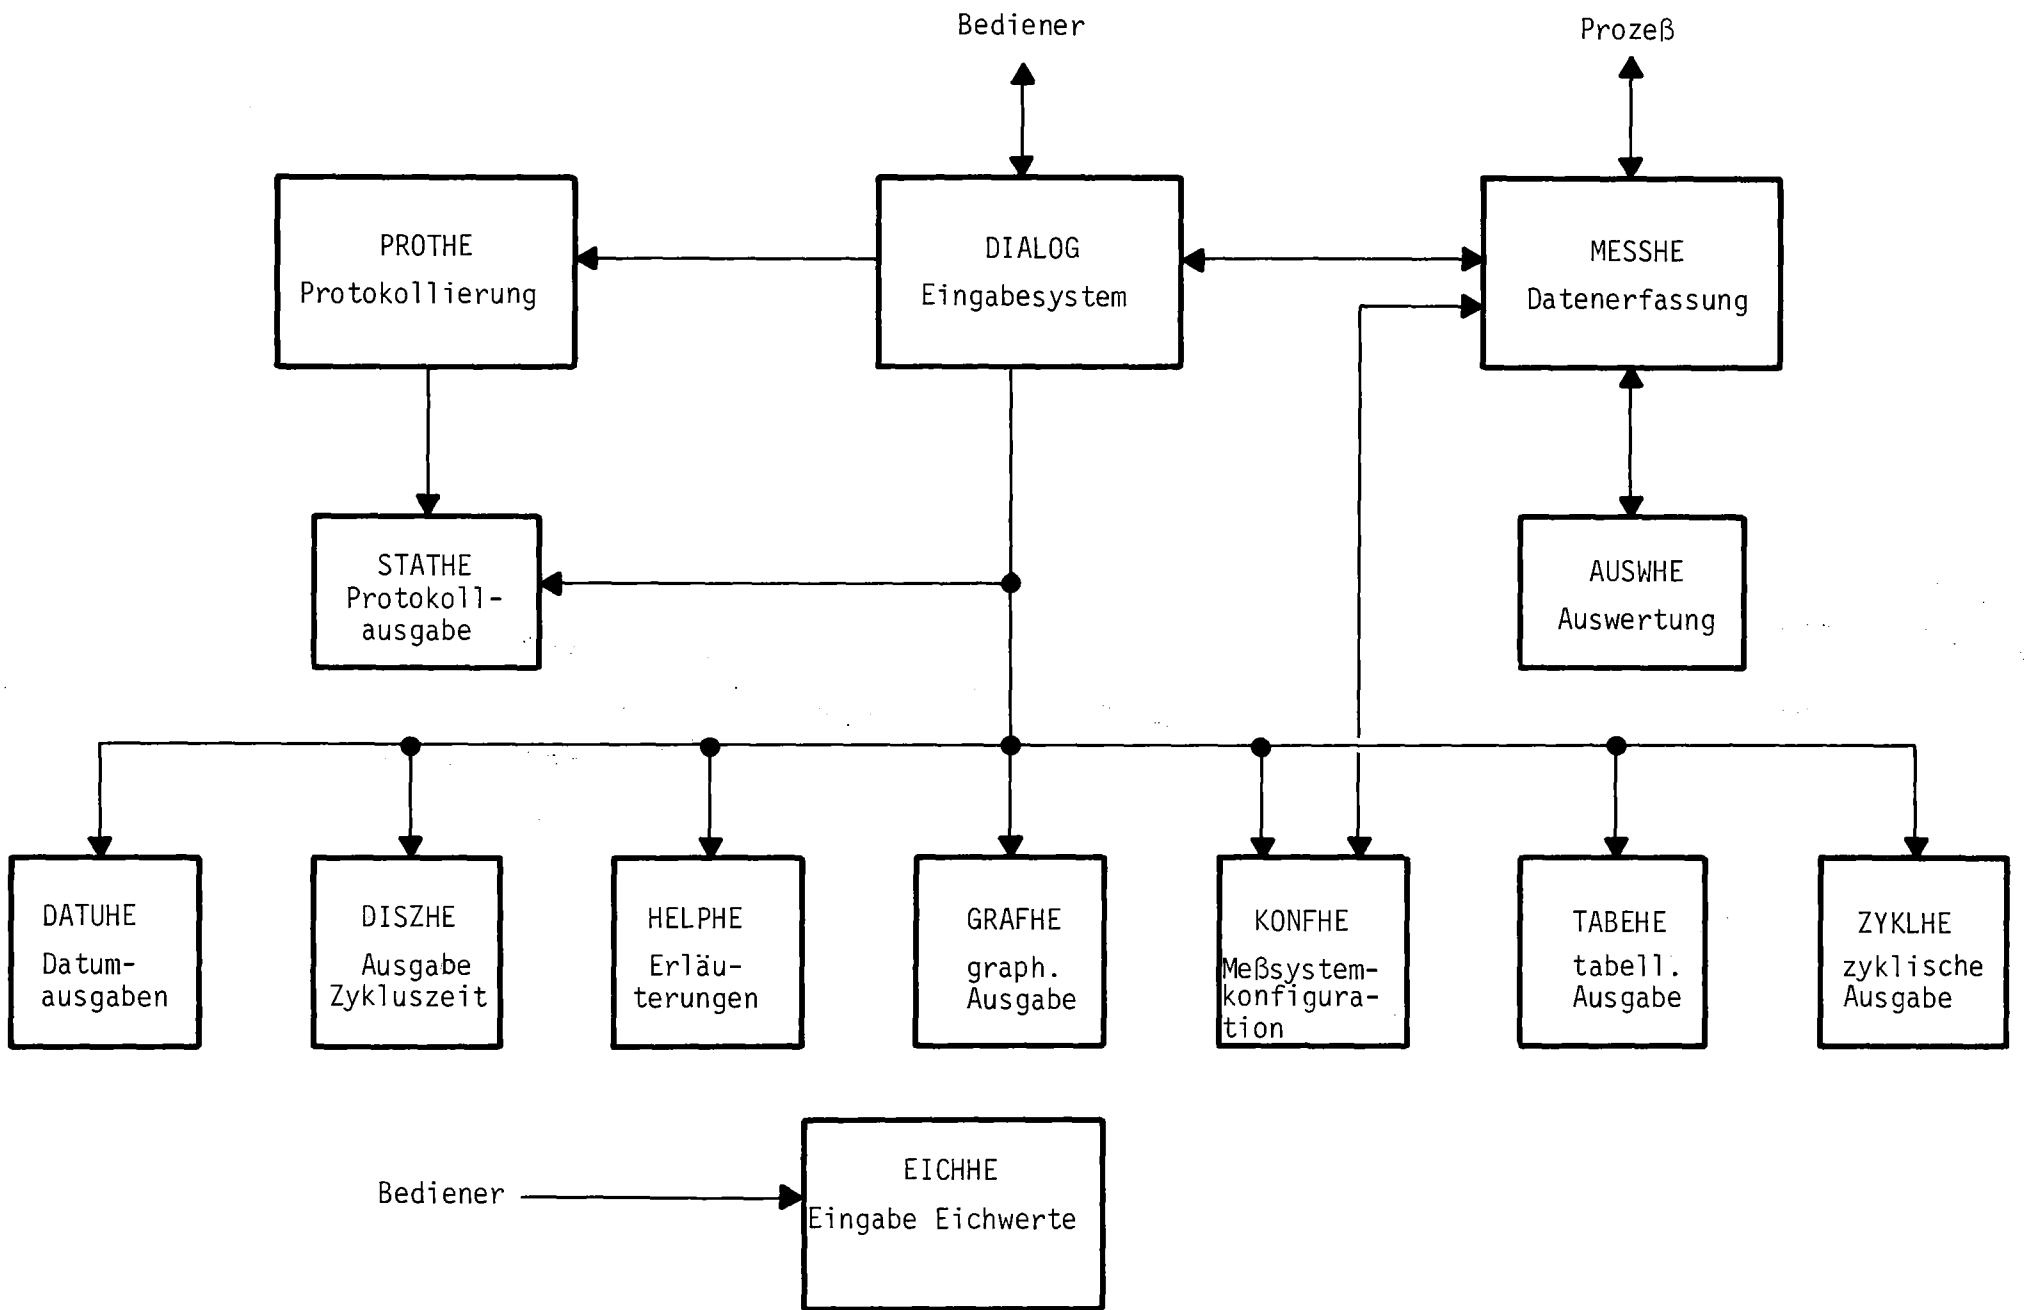 Bediener
Prozeß
PROTHE
Protokollierung
DIALOG
Eingabesystem
MESSHE
Datenerfassung
STATHE
Protokoll-
ausgabe
AUSWHE
Auswertung
DATUHE
Datum-
ausgaben
DISZHE
Ausgabe
Zykluszeit
HELPHE
Erläu-
terungen
GRAFHE
graph.
Ausgabe
KONFHE
Meßsystem-
konfigura-
tion
TABEHE
tabell.
Ausgabe
ZYKLHE
zyklische
Ausgabe
Bediener
EICHHE
Eingabe Eichwerte